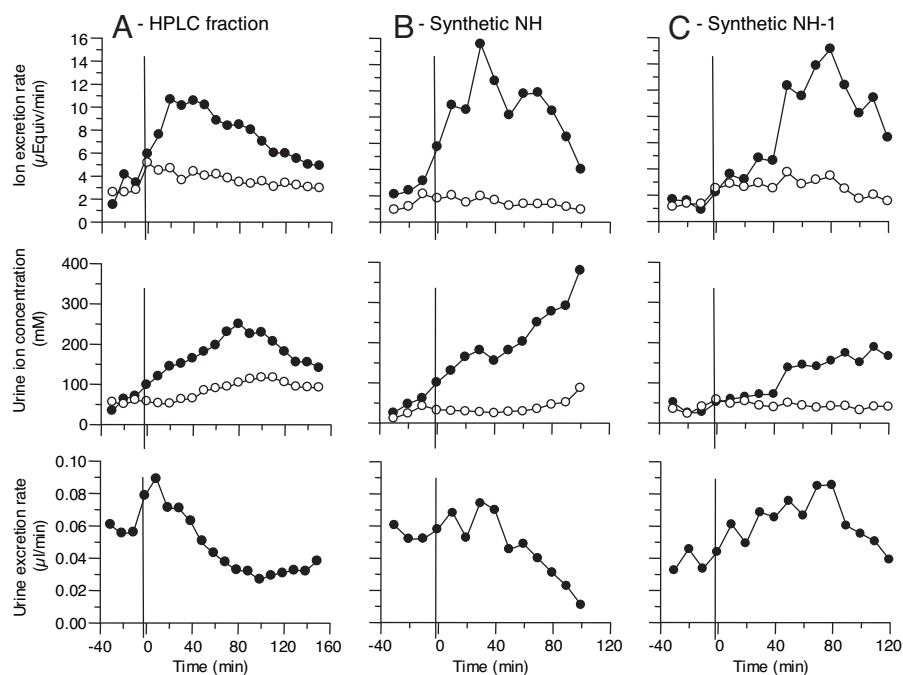 A - HPLC fraction
B - Synthetic NH
C - Synthetic NH-1
Ion excretion rate
(µEquiv/min)
16
14
12
10
8
6
4
2
0
Urine ion concentration
(mM)
400
300
200
100
0
Urine excretion rate
(µl/min)
0.10
0.08
0.06
0.04
0.02
0.00
-40 0 40 80 120 160
Time (min)
0 40 80 120
Time (min)
0 40 80 120
Time (min)